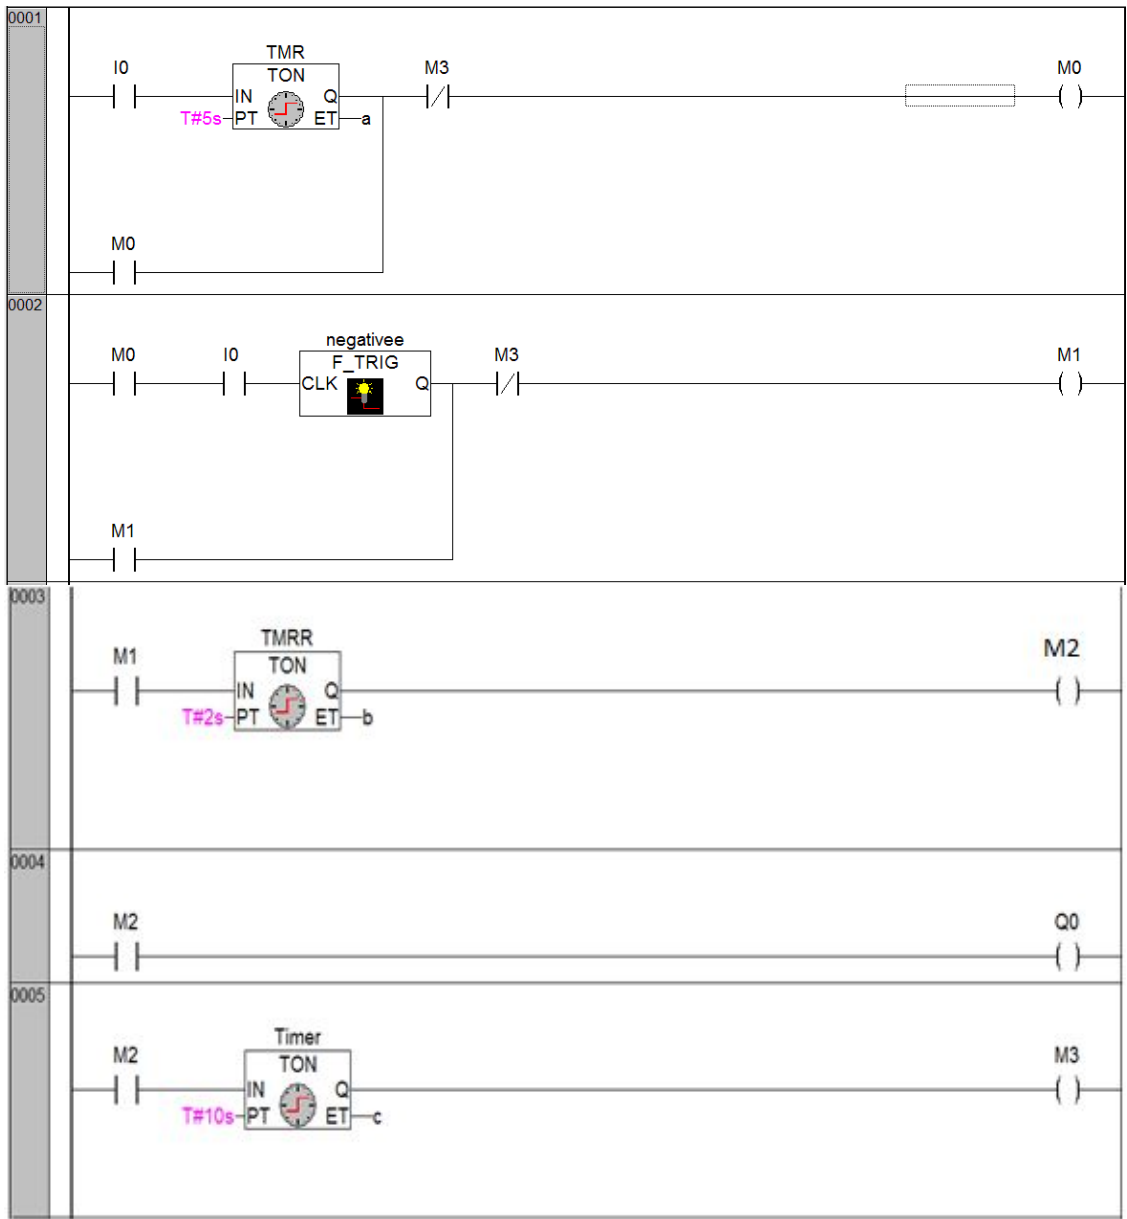 0001
TMR
I0
TON
M3
M0
IN
Q
T#5s
PT
ET
a
M0
0002
negativee
M0
I0
F_TRIG
M3
M1
CLK
Q
M1
0003
TMRR
M1
TON
M2
IN
Q
T#2s
PT
ET
b
0004
M2
Q0
0005
Timer
M2
TON
M3
IN
Q
T#10s
PT
ET
c